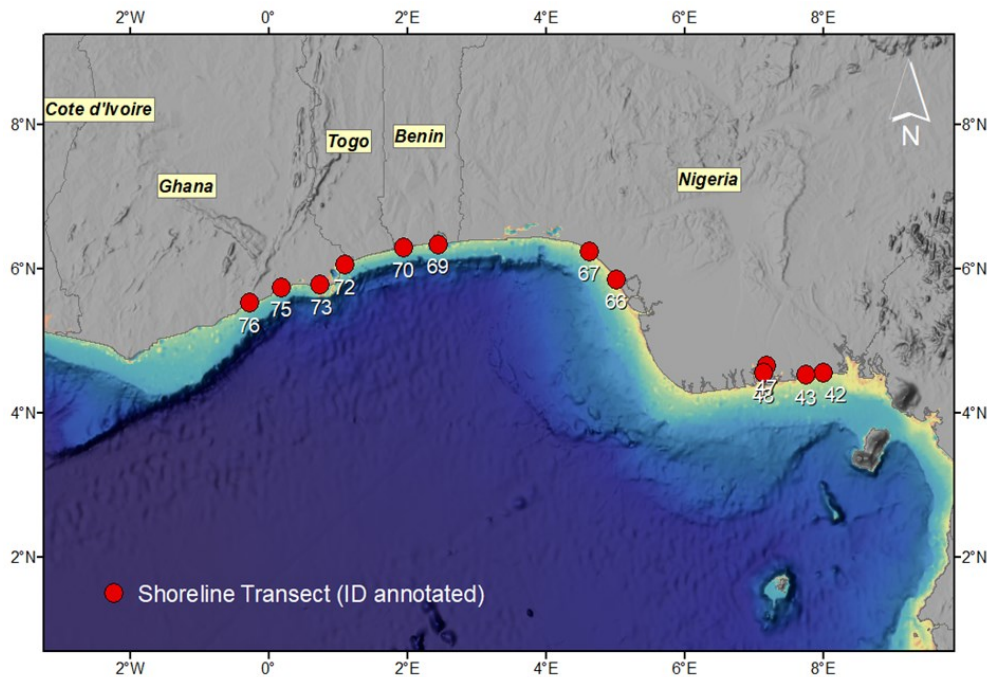 2°W 0° 2°E 4°E 6°E 8°E
Cote d'Ivoire
8°N 8°N
Togo Benin
N
Ghana
Nigeria
6°N 6°N
70 69
67
72
75 73
66
76
47
43 42
4°N 4°N
2°N 2°N
Shoreline Transect (ID annotated)
2°W 0° 2°E 4°E 6°E 8°E